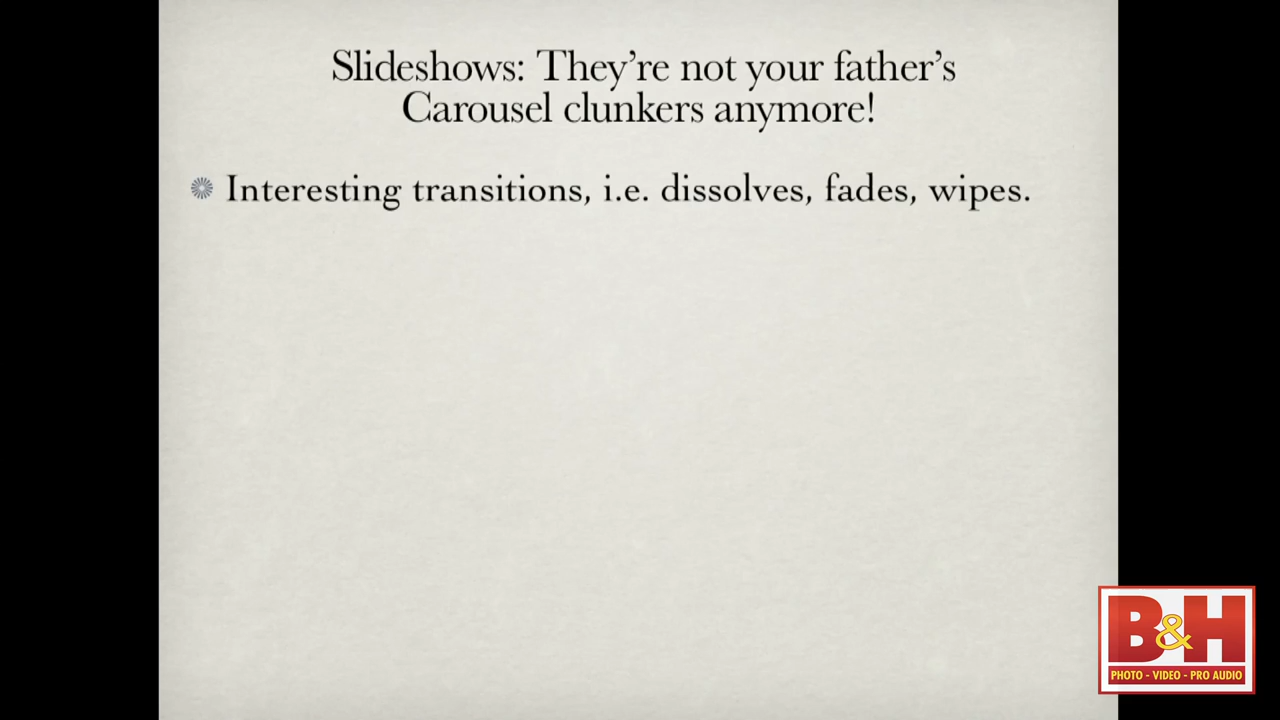 Slideshows: They’re not your father’s
Carousel clunkers anymore!
Interesting transitions, i.e. dissolves, fades, wipes.
B&H
PHOTO - VIDEO - PRO AUDIO